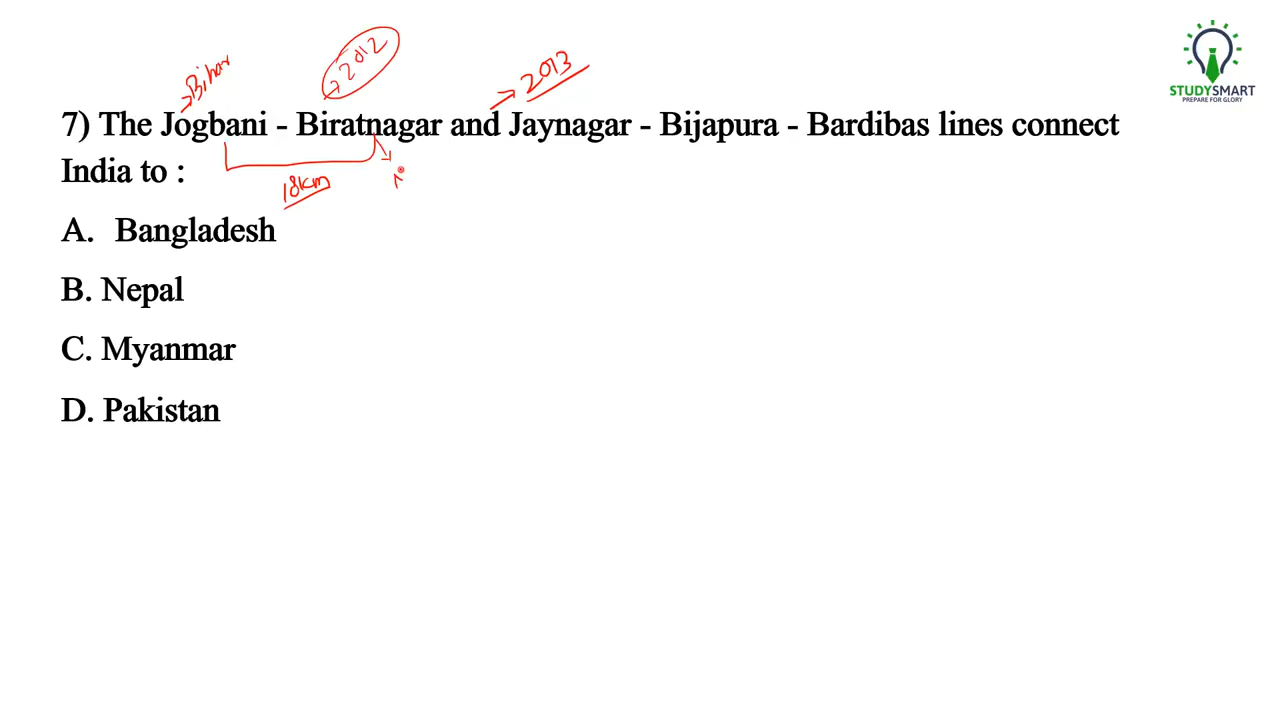 →Bihar
→2012
→2013
STUDYSMART
PREPARE FOR GLORY
7) The Jogbani - Biratnagar and Jaynagar - Bijapura - Bardibas lines connect
India to :
18km
A. Bangladesh
B. Nepal
C. Myanmar
D. Pakistan